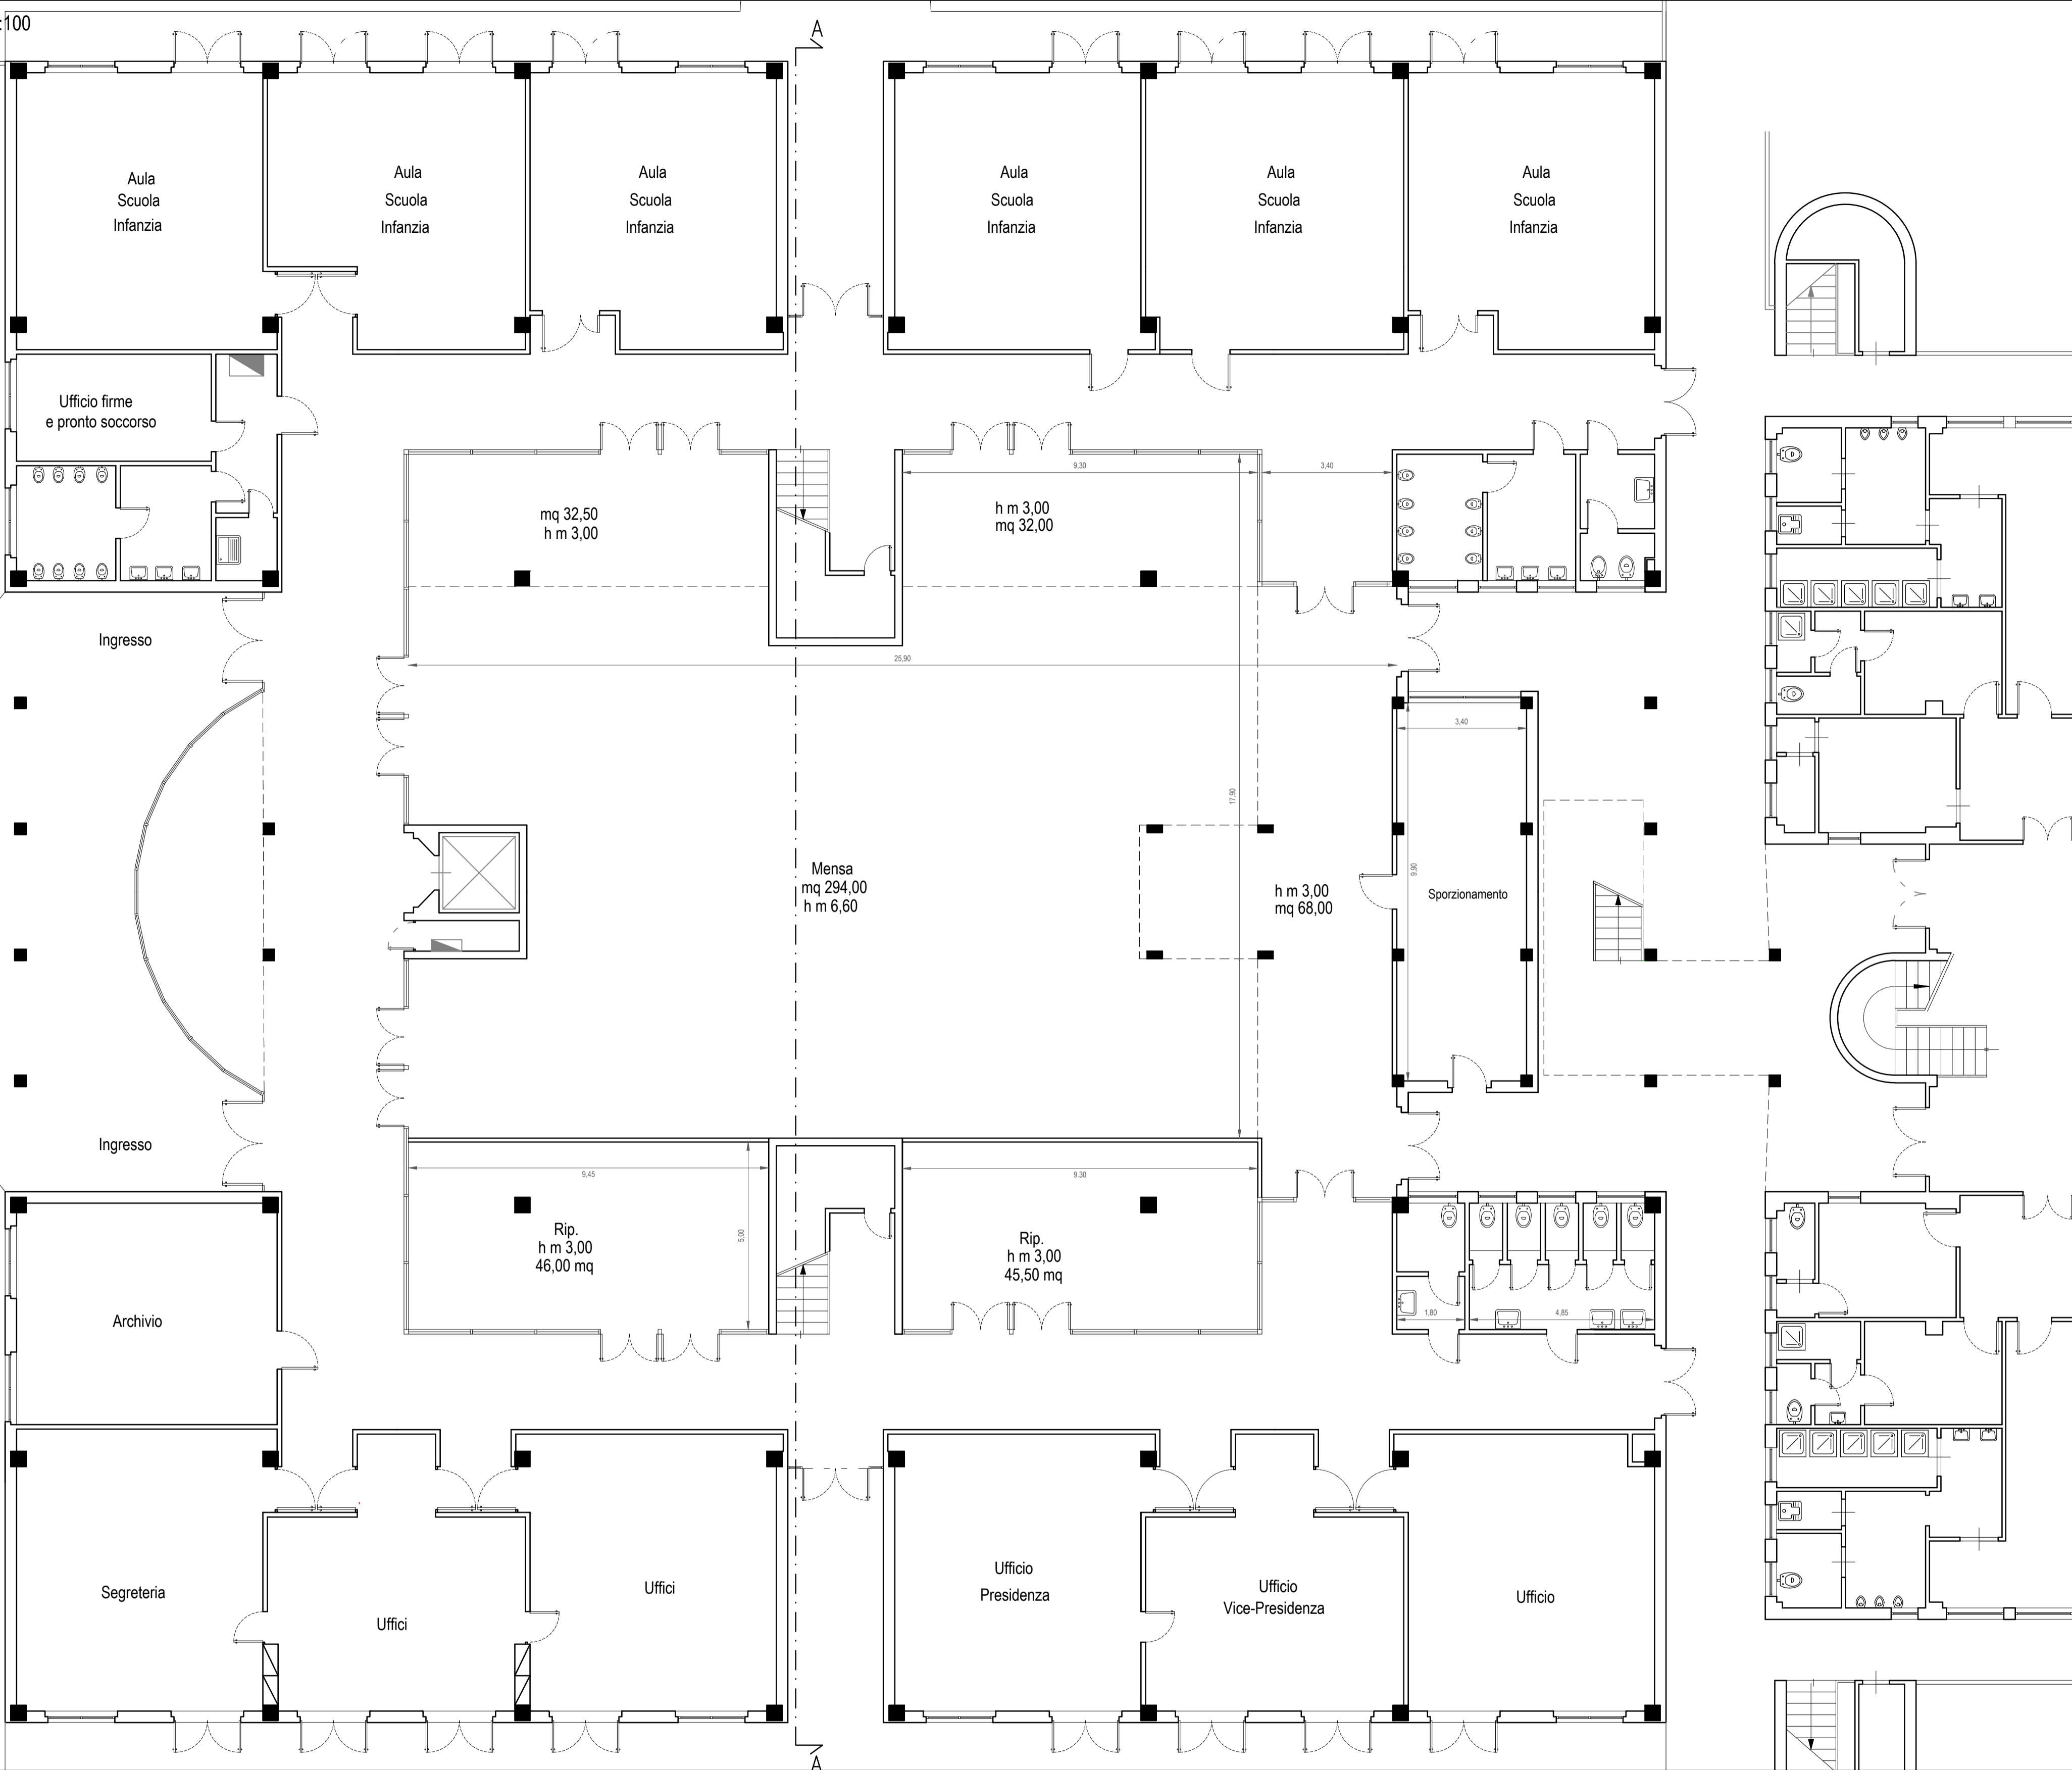 :100
A
Aula
Scuola
Infanzia
Aula
Scuola
Infanzia
Aula
Scuola
Infanzia
Aula
Scuola
Infanzia
Aula
Scuola
Infanzia
Aula
Scuola
Infanzia
Ufficio firme
e pronto soccorso
9,30
3,40
mq 32,50
h m 3,00
h m 3,00
mq 32,00
Ingresso
25,90
3,40
17,90
9,90
Mensa
mq 294,00
h m 6,60
h m 3,00
mq 68,00
Sporzionamento
Ingresso
9,45
9.30
5,00
Rip.
h m 3,00
46,00 mq
Rip.
h m 3,00
45,50 mq
1,80
4,85
Archivio
Segreteria
Uffici
Uffici
Ufficio
Presidenza
Ufficio
Vice-Presidenza
Ufficio
A